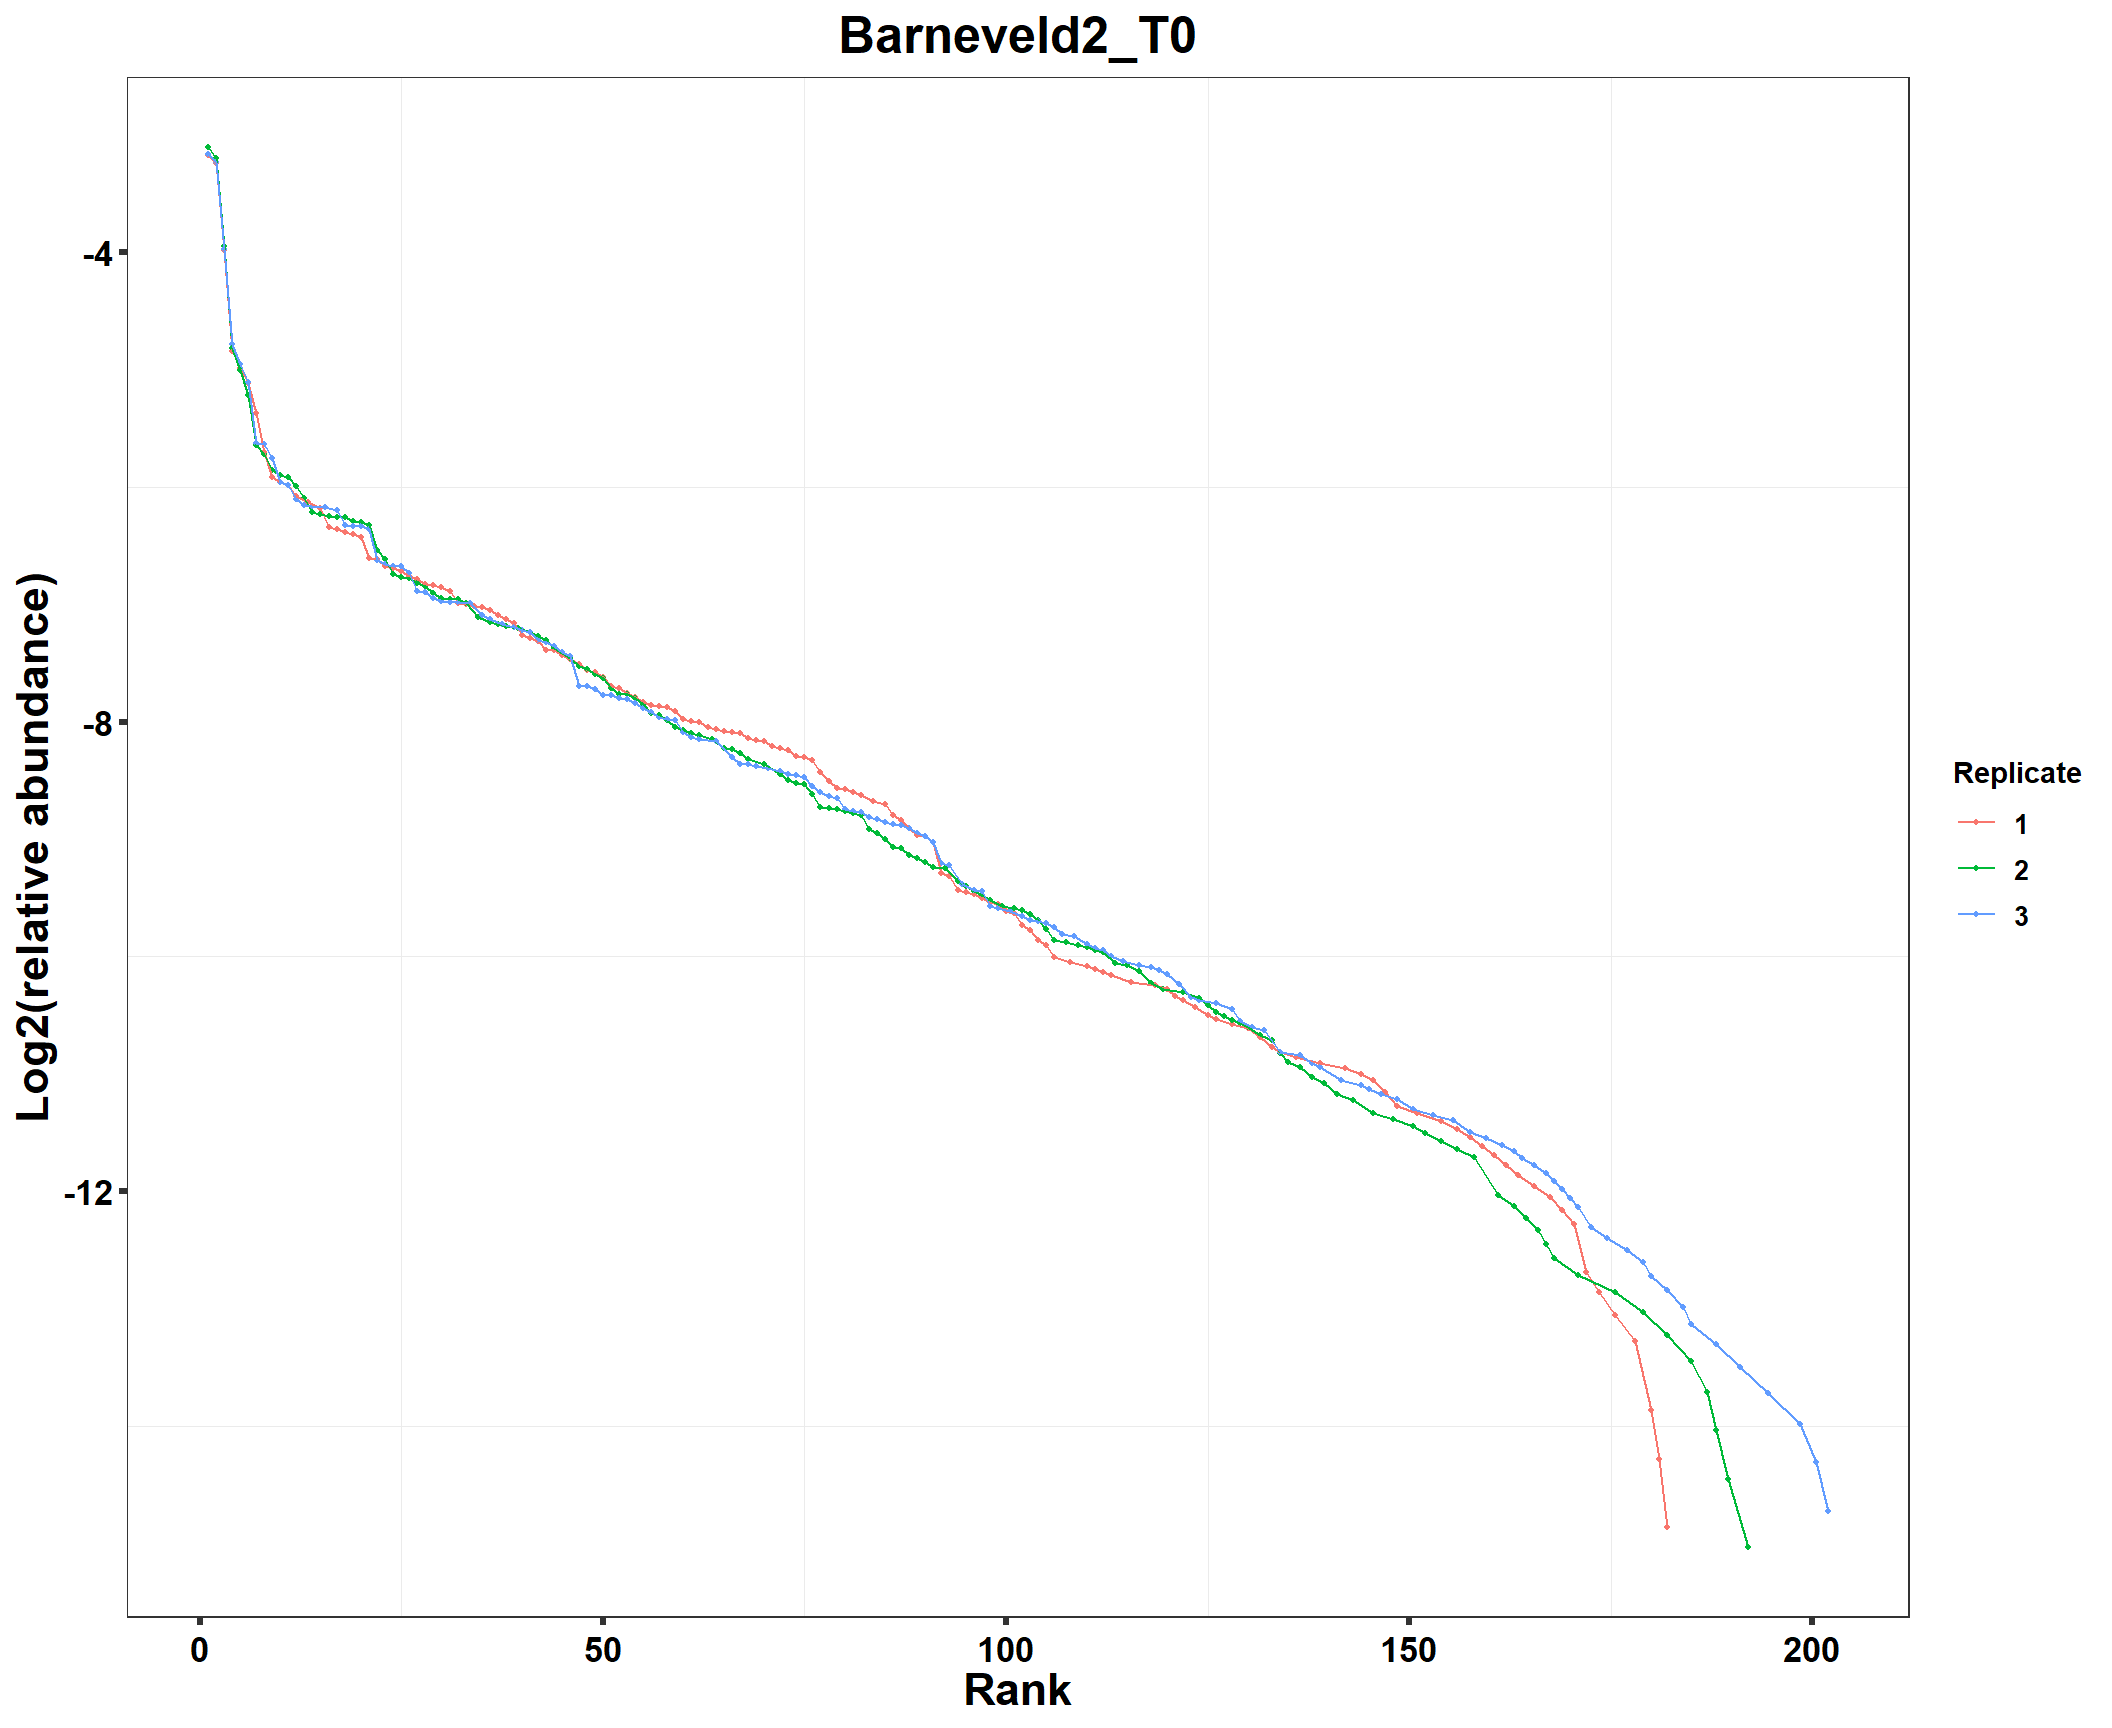 Barneveld2_T0
Log2(relative abundance)
-4
-8
-12
0 50 100 150 200
Rank
Replicate
1
2
3